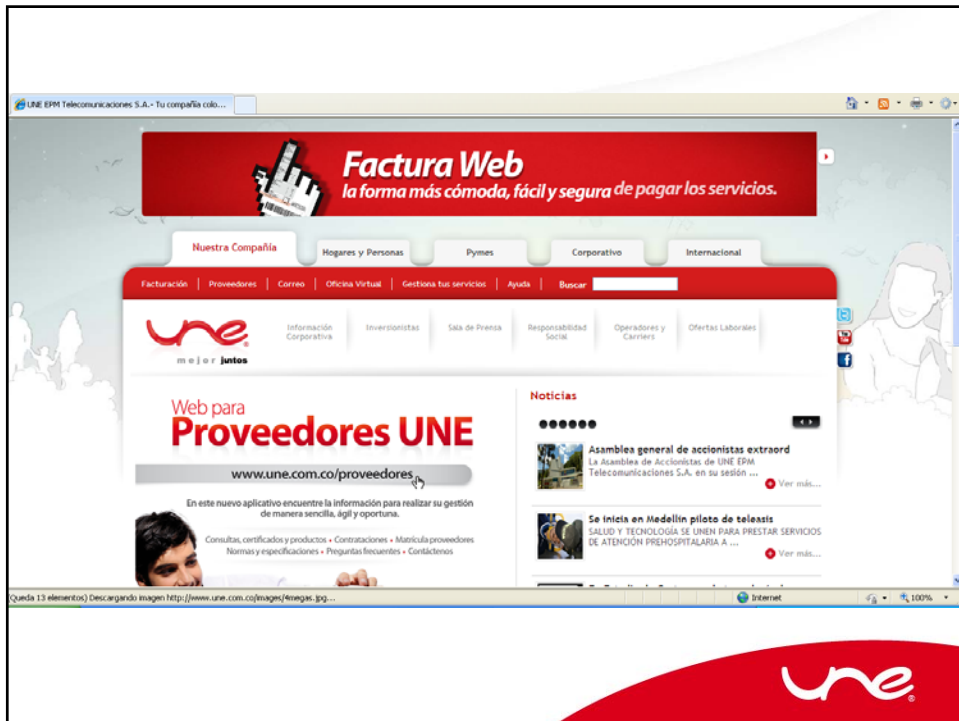 UNE EPM Telecomunicaciones S.A.- Tu compañía colo...
Factura Web
la forma más cómoda, fácil y segura de pagar los servicios.
Nuestra Compañía
Hogares y Personas
Pymes
Corporativo
Internacional
Facturación | Proveedores | Correo | Oficina Virtual | Gestiona tus servicios | Ayuda | Buscar
une
mejor juntos
Información
Corporativa
Inversionistas
Sala de Prensa
Responsabilidad
Social
Operadores y
Carriers
Ofertas Laborales
Web para
Proveedores UNE
www.une.com.co/proveedores
En este nuevo aplicativo encuentre la información para realizar su gestión
de manera sencilla, ágil y oportuna.
Consultas, certificados y productos • Contrataciones • Matrícula proveedores
Normas y especificaciones • Preguntas frecuentes • Contáctenos
Noticias
Asamblea general de accionistas extraord
La Asamblea de Accionistas de UNE EPM
Telecomunicaciones S.A. en su sesión ...
Ver más...
Se inicia en Medellín piloto de teleasis
SALUD Y TECNOLOGÍA SE UNEN PARA PRESTAR SERVICIOS
DE ATENCIÓN PREHOSPITALARIA A ...
Ver más...
(Queda 13 elementos) Descargando imagen http://www.une.com.co/images/4megas.jpg...
Internet
100%
une